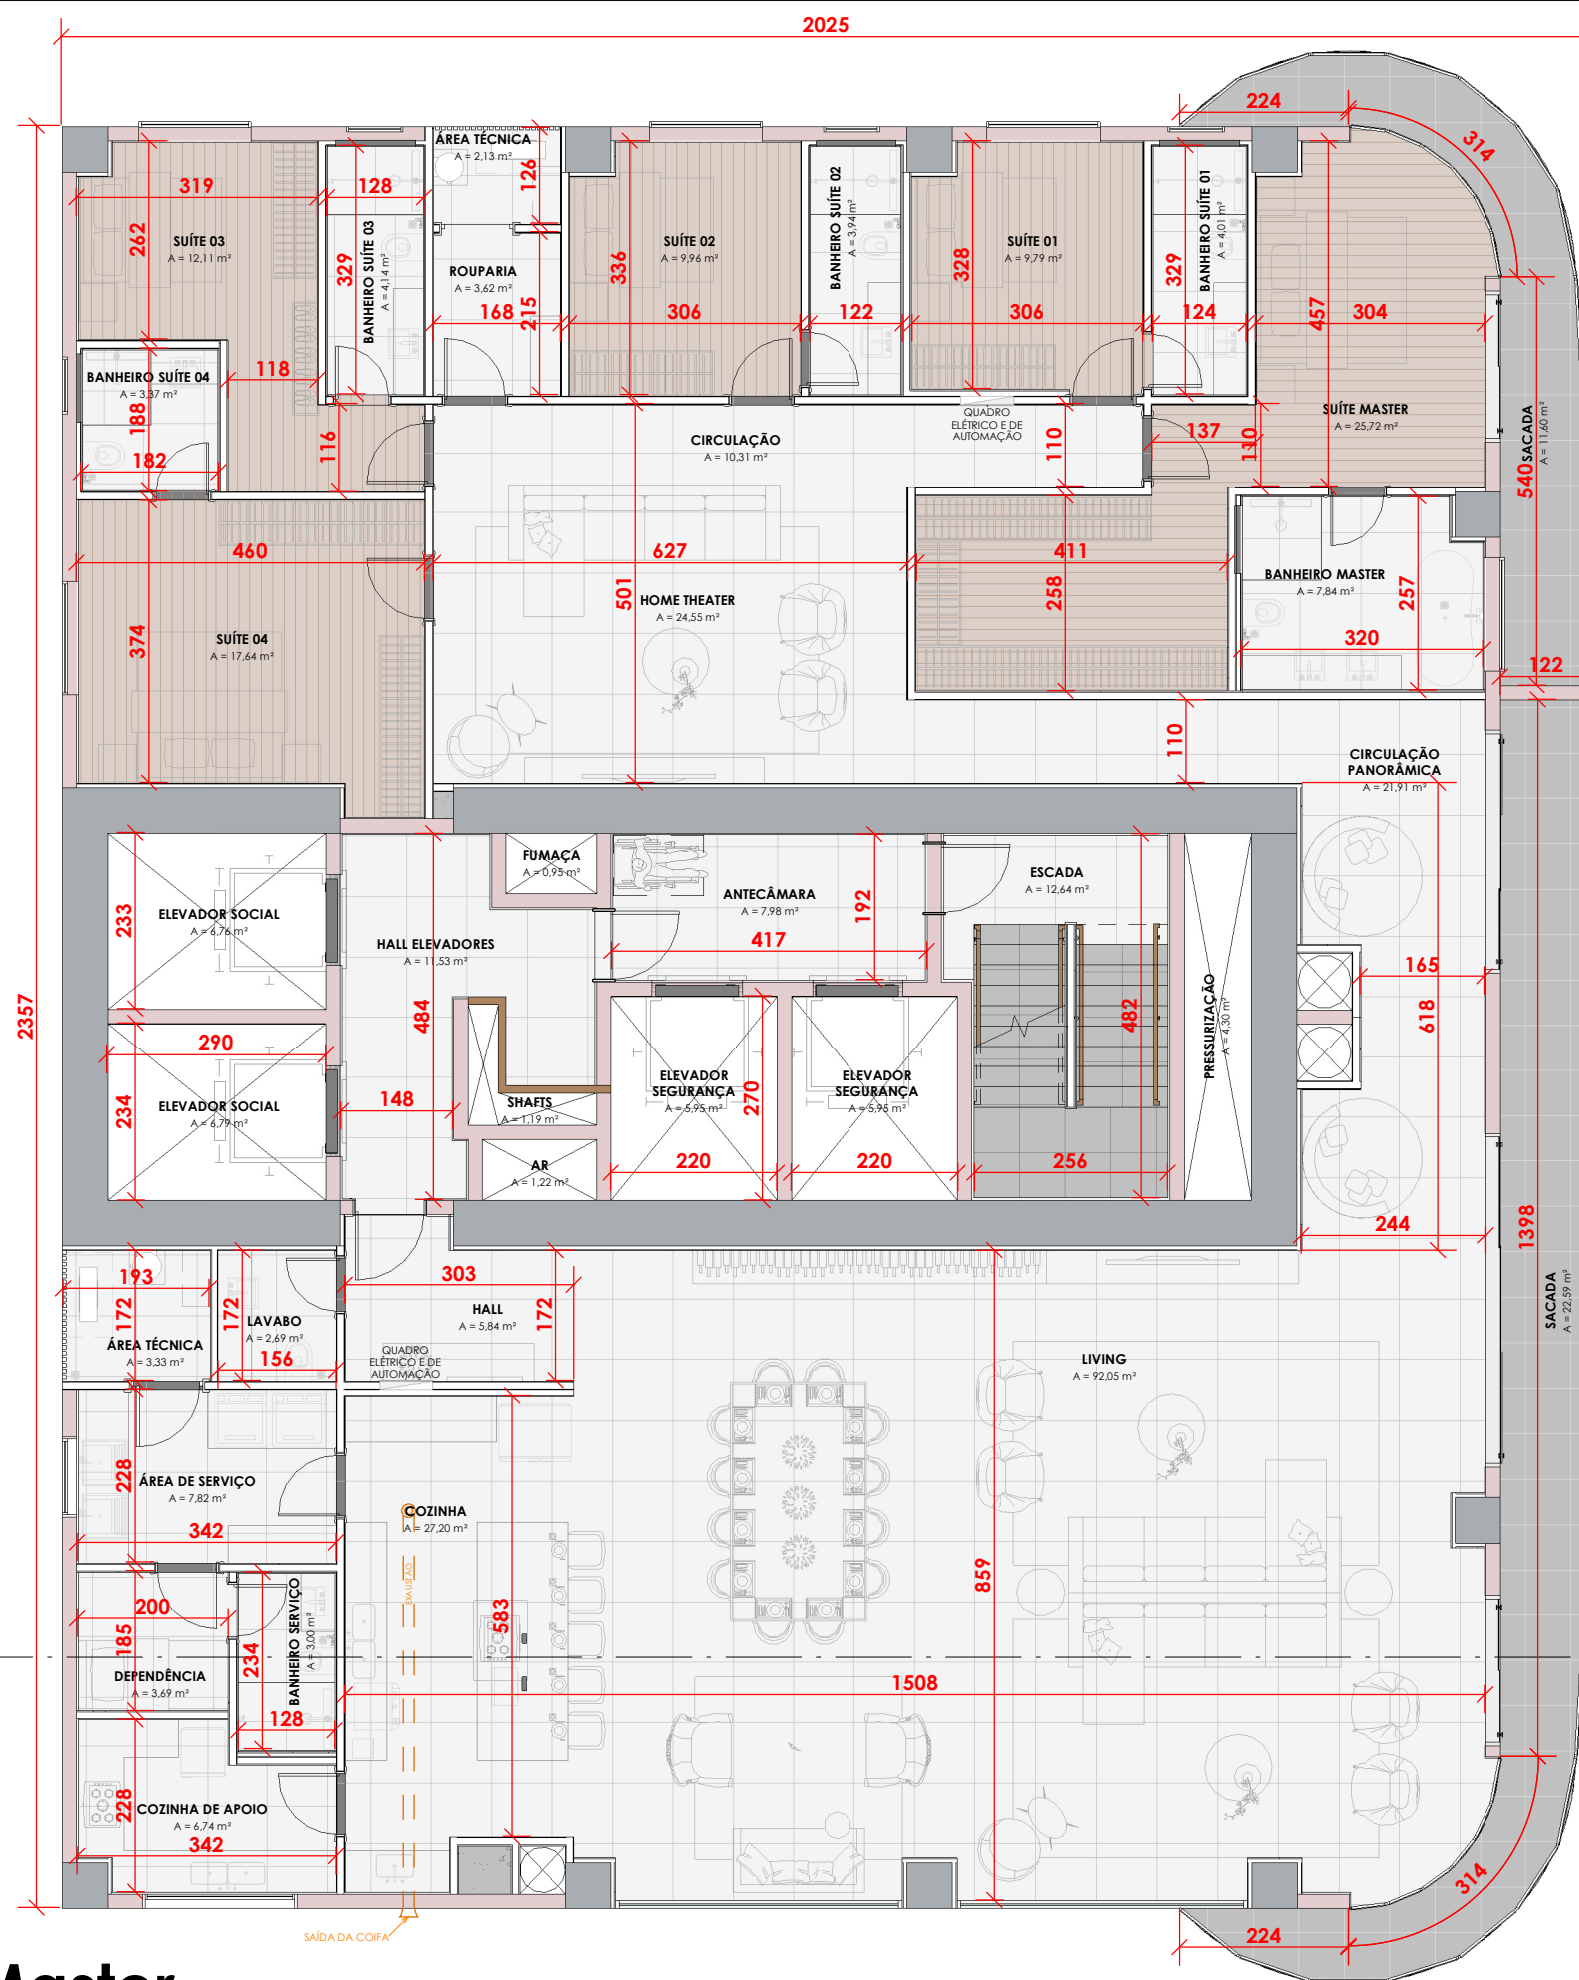 2025
224
314
ÁREA TÉCNICA
A = 2,13 m²
126
319
262
SUÍTE 03
A = 12,11 m²
128
329
BANHEIRO SUÍTE 03
A = 4,14 m²
ROUPARIA
A = 3,62 m²
168
215
336
SUÍTE 02
A = 9,96 m²
306
BANHEIRO SUÍTE 02
A = 3,94 m²
122
328
SUÍTE 01
A = 9,79 m²
306
329
BANHEIRO SUÍTE 01
A = 4,01 m²
124
457
304
BANHEIRO SUÍTE 04
A = 3,37 m²
188
182
118
116
CIRCULAÇÃO
A = 10,31 m²
QUADRO
ELÉTRICO E DE
AUTOMAÇÃO
110
137
110
SUÍTE MASTER
A = 25,72 m²
SACADA
A = 11,60 m²
540
460
374
SUÍTE 04
A = 17,64 m²
627
501
HOME THEATER
A = 24,55 m²
411
258
BANHEIRO MASTER
A = 7,84 m²
257
320
122
110
CIRCULAÇÃO
PANORÂMICA
A = 21,91 m²
2357
233
ELEVADOR SOCIAL
A = 6,76 m²
FUMAÇA
A = 0,95 m²
ANTECÂMARA
A = 7,98 m²
192
417
ESCADA
A = 12,64 m²
HALL ELEVADORES
A = 11,53 m²
484
165
618
290
234
ELEVADOR SOCIAL
A = 6,79 m²
148
SHAFTS
A = 1,19 m²
AR
A = 1,22 m²
ELEVADOR
SEGURANÇA
A = 5,95 m²
270
220
ELEVADOR
SEGURANÇA
A = 5,95 m²
220
482
256
PRESSURIZAÇÃO
A = 4,30 m²
244
1398
SACADA
A = 22,59 m²
193
172
ÁREA TÉCNICA
A = 3,33 m²
172
LAVABO
A = 2,69 m²
156
303
HALL
A = 5,84 m²
172
QUADRO
ELÉTRICO E DE
AUTOMAÇÃO
LIVING
A = 92,05 m²
228
ÁREA DE SERVIÇO
A = 7,82 m²
342
COZINHA
A = 27,20 m²
EXAUSTÃO
583
859
200
185
DEPENDÊNCIA
A = 3,69 m²
234
BANHEIRO SERVIÇO
A = 3,00 m²
128
1508
228
COZINHA DE APOIO
A = 6,74 m²
342
314
224
SAÍDA DA COIFA
Master